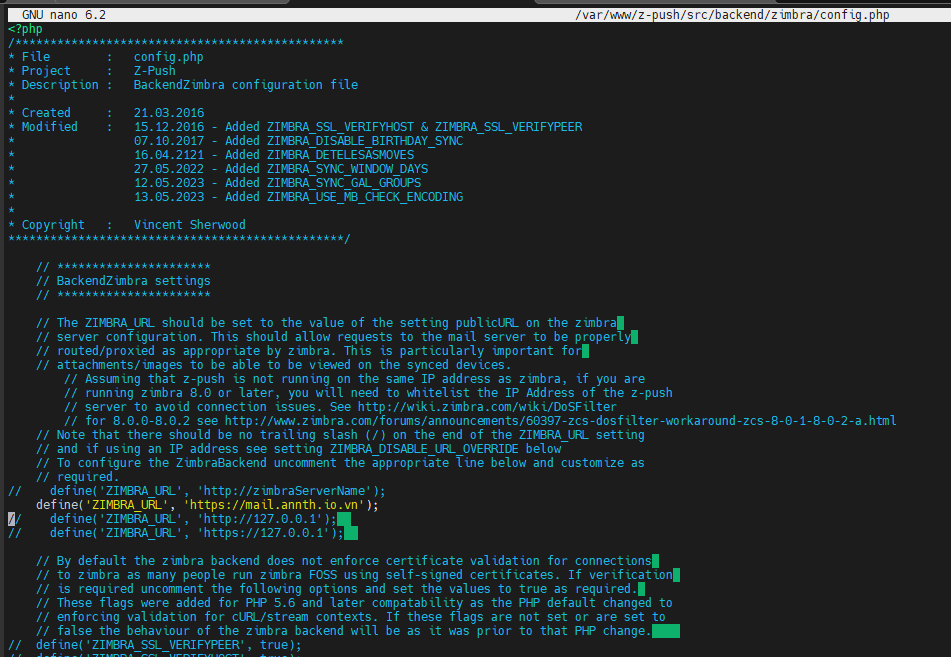 GNU nano 6.2 /var/www/z-push/src/backend/zimbra/config.php
<?php
/***********************************************
* File : config.php
* Project : Z-Push
* Description : BackendZimbra configuration file
*
* Created : 21.03.2016
* Modified : 15.12.2016 - Added ZIMBRA_SSL_VERIFYHOST & ZIMBRA_SSL_VERIFYPEER
* 07.10.2017 - Added ZIMBRA_DISABLE_BIRTHDAY_SYNC
* 16.04.2121 - Added ZIMBRA_DETELESASMOVES
* 27.05.2022 - Added ZIMBRA_SYNC_WINDOW_DAYS
* 12.05.2023 - Added ZIMBRA_SYNC_GAL_GROUPS
* 13.05.2023 - Added ZIMBRA_USE_MB_CHECK_ENCODING
*
* Copyright : Vincent Sherwood
************************************************/
// **********************
// BackendZimbra settings
// **********************
// The ZIMBRA_URL should be set to the value of the setting publicURL on the zimbra
// server configuration. This should allow requests to the mail server to be properly
// routed/proxied as appropriate by zimbra. This is particularly important for
// attachments/images to be able to be viewed on the synced devices.
// Assuming that z-push is not running on the same IP address as zimbra, if you are
// running zimbra 8.0 or later, you will need to whitelist the IP Address of the z-push
// server to avoid connection issues. See http://wiki.zimbra.com/wiki/DoSFilter
// for 8.0.0-8.0.2 see http://www.zimbra.com/forums/announcements/60397-zcs-dosfilter-workaround-zcs-8-0-1-8-0-2-a.html
// Note that there should be no trailing slash (/) on the end of the ZIMBRA_URL setting
// and if using an IP address see setting ZIMBRA_DISABLE_URL_OVERRIDE below
// To configure the ZimbraBackend uncomment the appropriate line below and customize as
// required.
// define('ZIMBRA_URL', 'http://zimbraServerName');
define('ZIMBRA_URL', 'https://mail.annth.io.vn');
// define('ZIMBRA_URL', 'http://127.0.0.1');
// define('ZIMBRA_URL', 'https://127.0.0.1');
// By default the zimbra backend does not enforce certificate validation for connections
// to zimbra as many people run zimbra FOSS using self-signed certificates. If verification
// is required uncomment the following options and set the values to true as required.
// These flags were added for PHP 5.6 and later compatability as the PHP default changed to
// enforcing validation for cURL/stream contexts. If these flags are not set or are set to
// false the behaviour of the zimbra backend will be as it was prior to that PHP change.
// define('ZIMBRA_SSL_VERIFYPEER', true);
// define('ZIMBRA_SSL_VERIFYHOST', true);